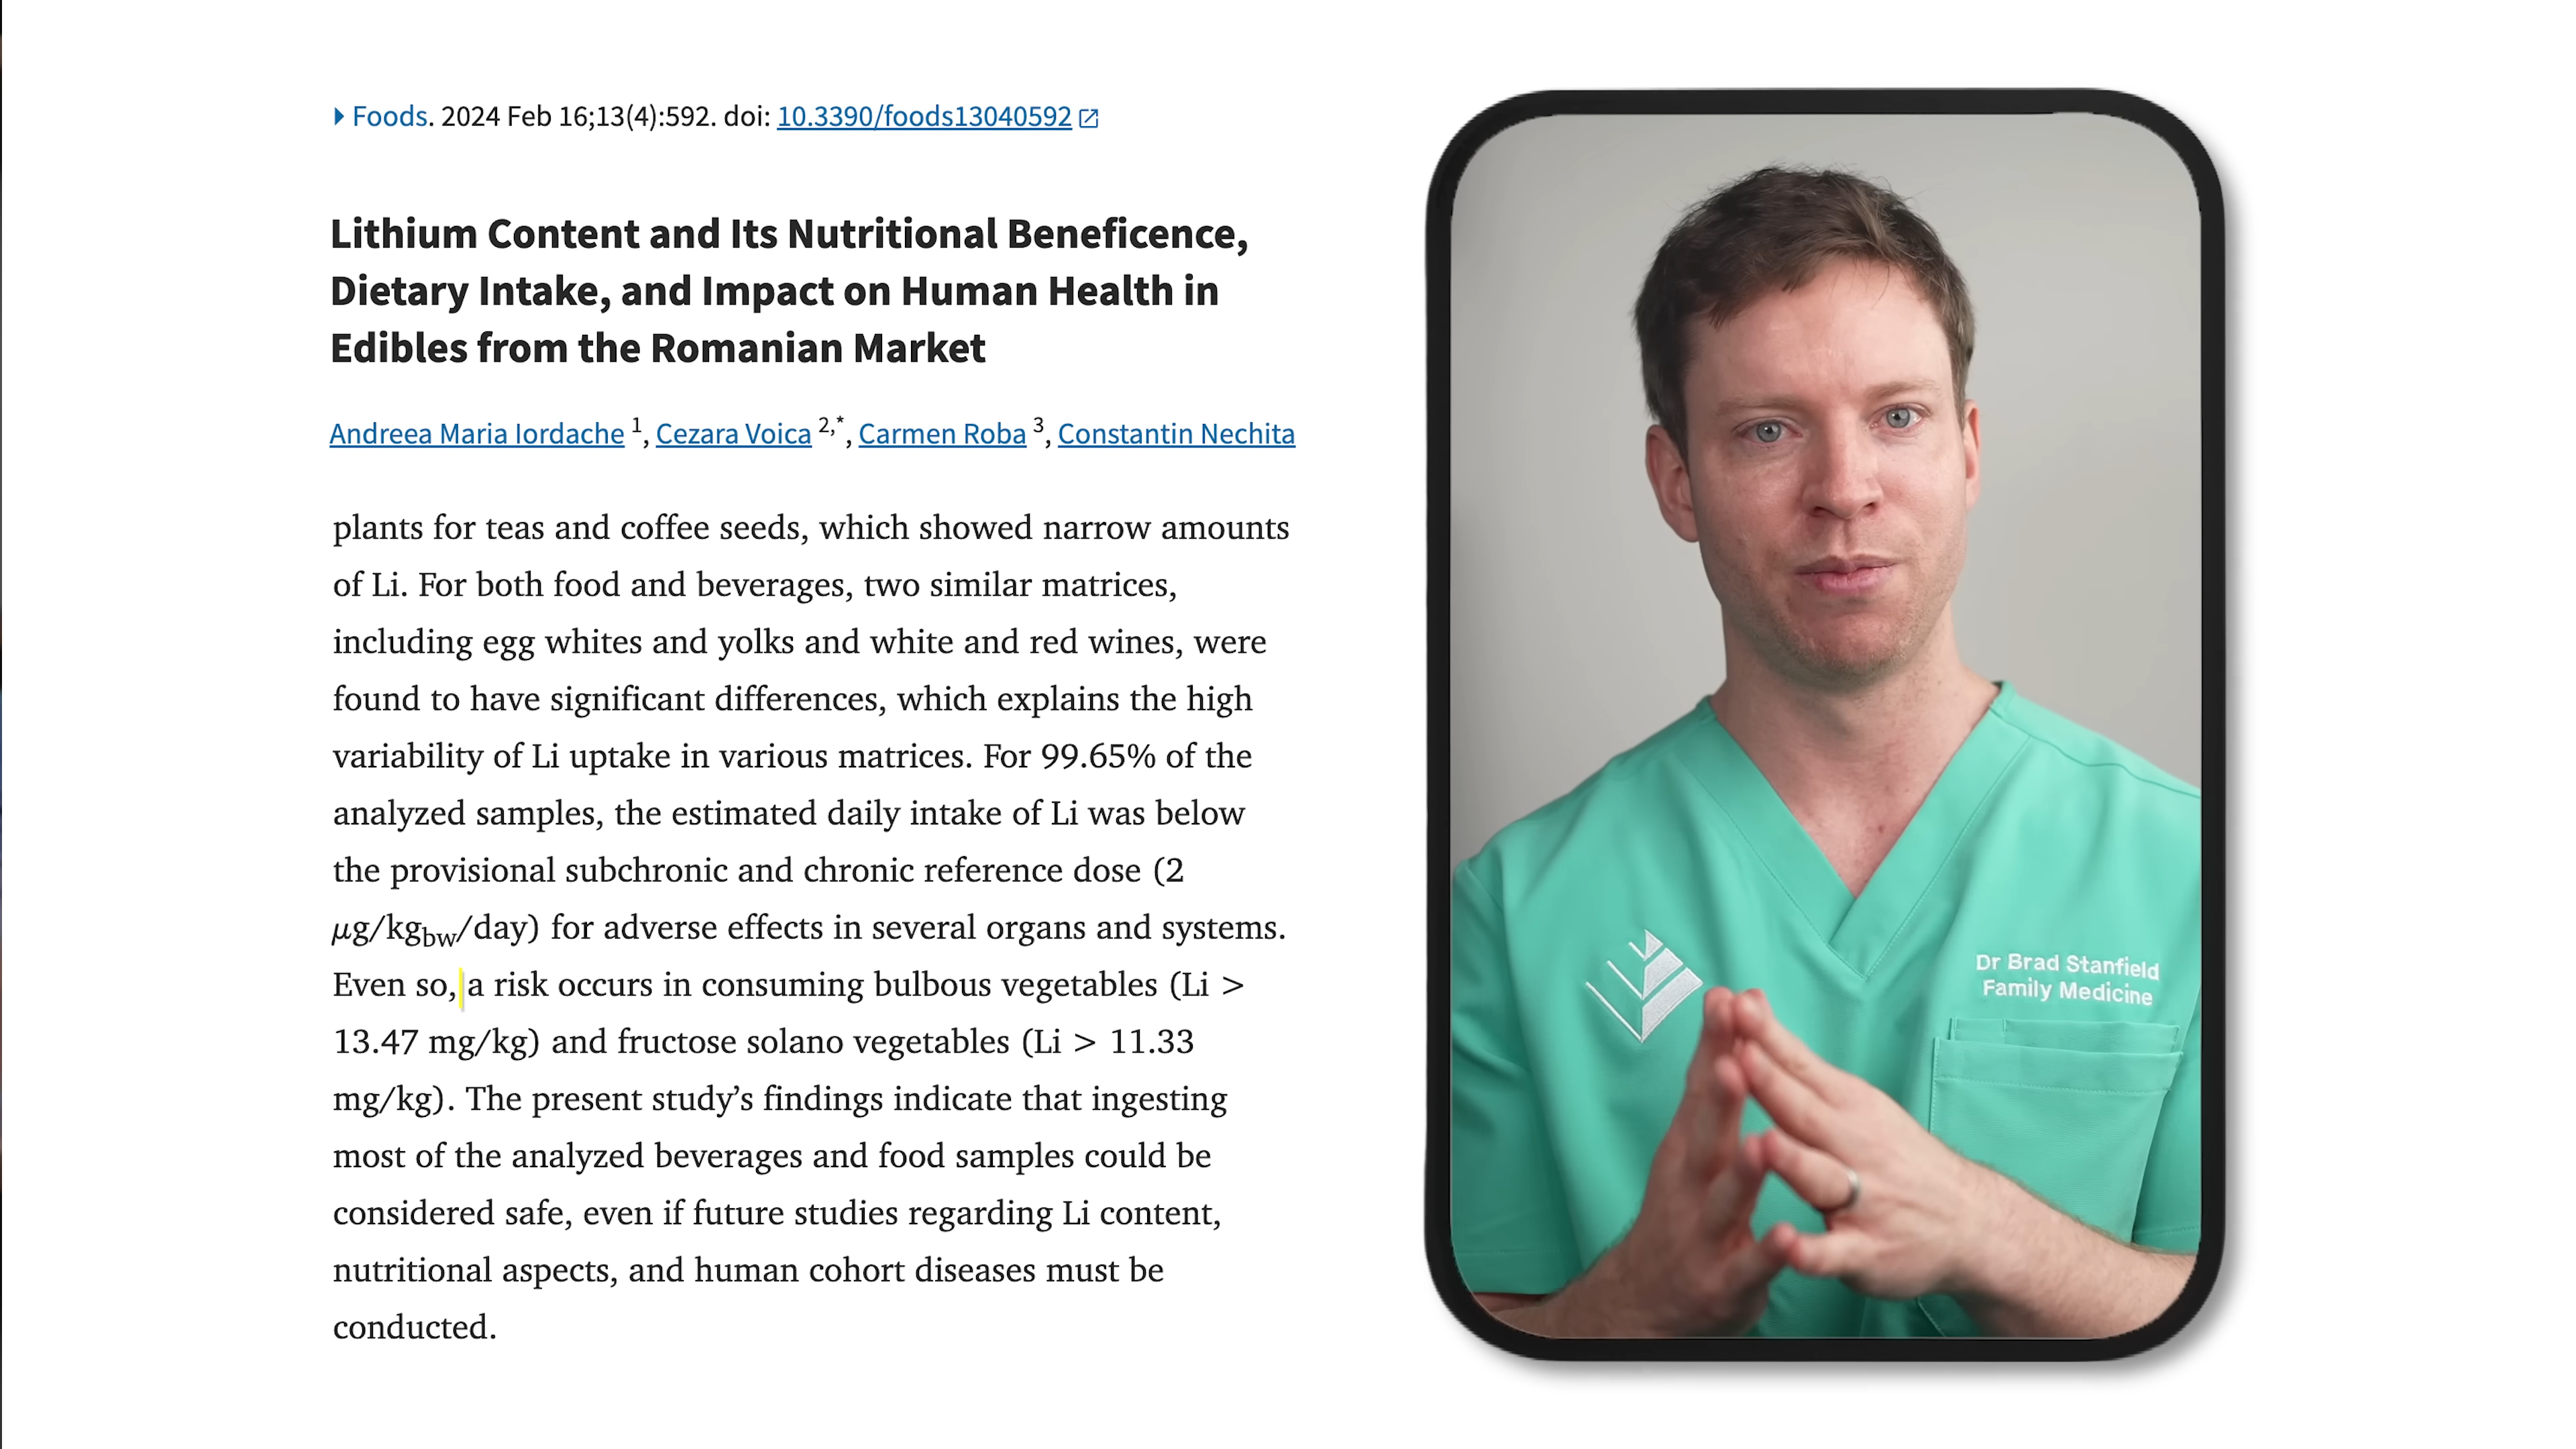 Foods. 2024 Feb 16;13(4):592. doi: 10.3390/foods13040592
Lithium Content and Its Nutritional Beneficence,
Dietary Intake, and Impact on Human Health in
Edibles from the Romanian Market
Andreea Maria Iordache 1, Cezara Voica 2,*, Carmen Roba 3, Constantin Nechita
plants for teas and coffee seeds, which showed narrow amounts
of Li. For both food and beverages, two similar matrices,
including egg whites and yolks and white and red wines, were
found to have significant differences, which explains the high
variability of Li uptake in various matrices. For 99.65% of the
analyzed samples, the estimated daily intake of Li was below
the provisional subchronic and chronic reference dose (2
μg/kgbw/day) for adverse effects in several organs and systems.
Even so, a risk occurs in consuming bulbous vegetables (Li >
13.47 mg/kg) and fructose solano vegetables (Li > 11.33
mg/kg). The present study’s findings indicate that ingesting
most of the analyzed beverages and food samples could be
considered safe, even if future studies regarding Li content,
nutritional aspects, and human cohort diseases must be
conducted.
Dr Brad Stanfield
Family Medicine